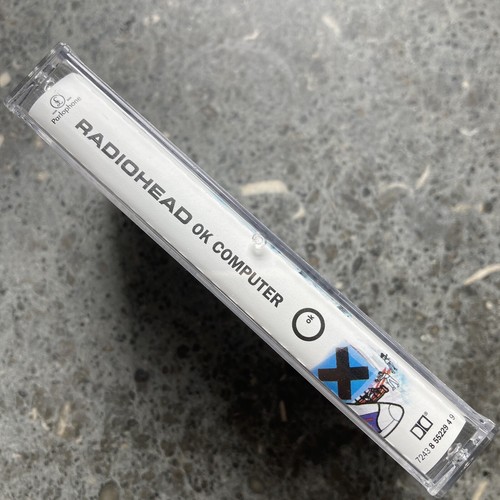 Parlophone
RADIOHEAD OK COMPUTER
ok
7243 8 55229 4 9